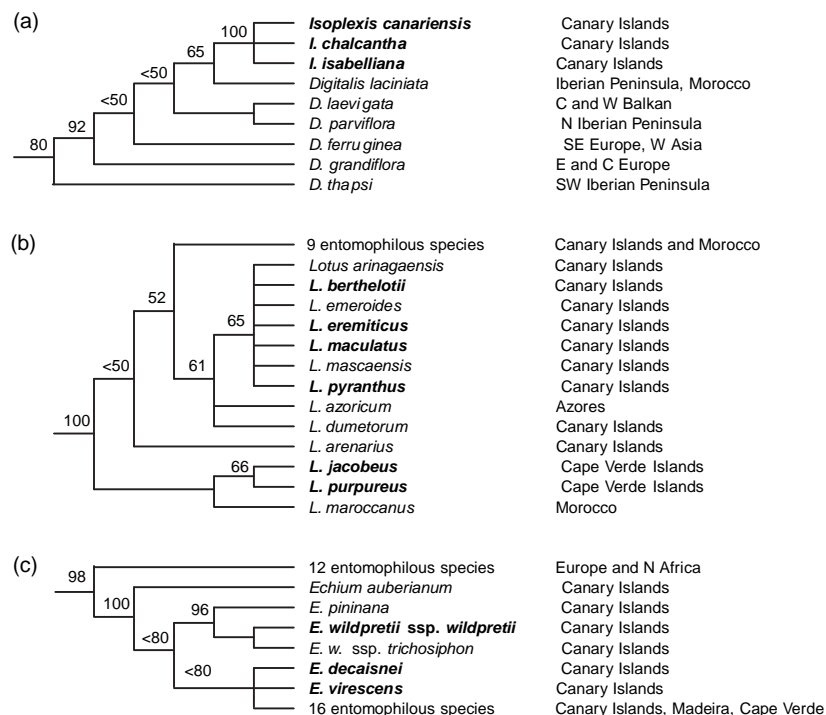 (a)
Isoplexis canariensis Canary Islands
100
I. chalcantha Canary Islands
65
I. isabelliana Canary Islands
<50
Digitalis laciniata Iberian Peninsula, Morocco
<50
D. laevigata C and W Balkan
D. parviflora N Iberian Peninsula
92
D. ferruginea SE Europe, W Asia
80
D. grandiflora E and C Europe
D. thapsi SW Iberian Peninsula
(b)
9 entomophilous species Canary Islands and Morocco
Lotus arinagaensis Canary Islands
L. berthelotii Canary Islands
52
L. emeroides Canary Islands
65
L. eremiticus Canary Islands
L. maculatus Canary Islands
<50 61
L. mascaensis Canary Islands
L. pyranthus Canary Islands
L. azoricum Azores
100
L. dumetorum Canary Islands
L. arenarius Canary Islands
66
L. jacobeus Cape Verde Islands
L. purpureus Cape Verde Islands
L. maroccanus Morocco
(c)
12 entomophilous species Europe and N Africa
98
Echium auberianum Canary Islands
100 96
E. pininana Canary Islands
E. wildpretii ssp. wildpretii Canary Islands
<80
E. w. ssp. trichosiphon Canary Islands
<80
E. decaisnei Canary Islands
E. virescens Canary Islands
16 entomophilous species Canary Islands, Madeira, Cape Verde